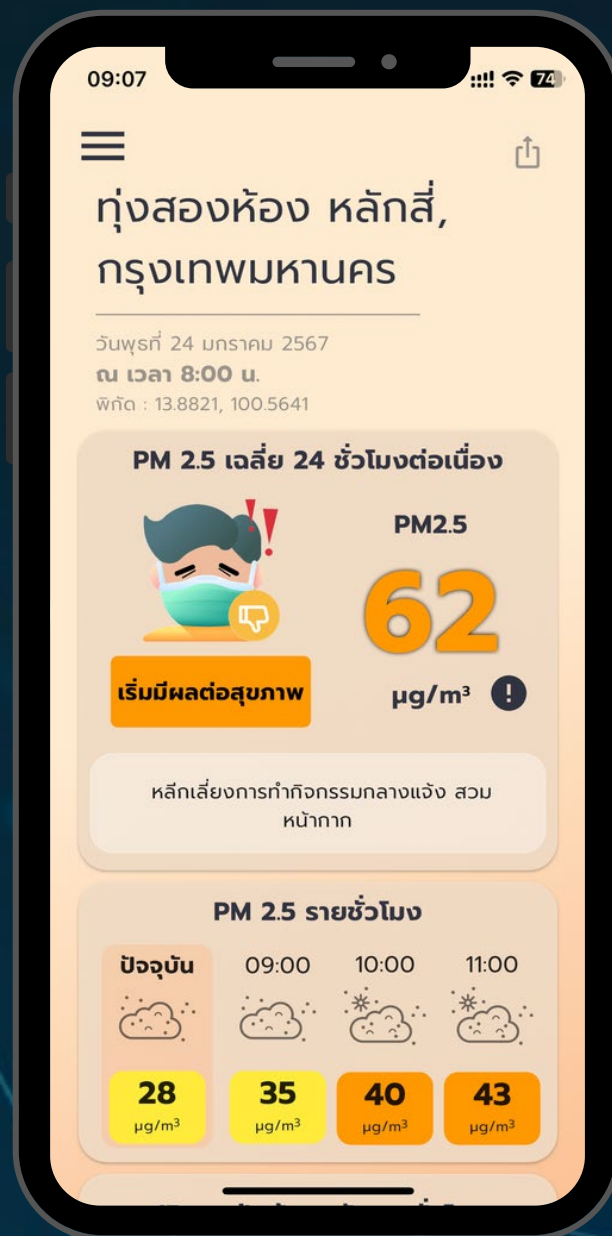 09:07
74
ทุ่งสองห้อง หลักสี่,
กรุงเทพมหานคร
วันพุธที่ 24 มกราคม 2567
ณ เวลา 8:00 น.
พิกัด : 13.8821, 100.5641
PM 2.5 เฉลี่ย 24 ชั่วโมงต่อเนื่อง
!!
PM2.5
62
เริ่มมีผลต่อสุขภาพ
µg/m³ !
หลีกเลี่ยงการทำกิจกรรมกลางแจ้ง สวม
หน้ากาก
PM 2.5 รายชั่วโมง
ปัจจุบัน 09:00 10:00 11:00
28 35 40 43
µg/m³ µg/m³ µg/m³ µg/m³